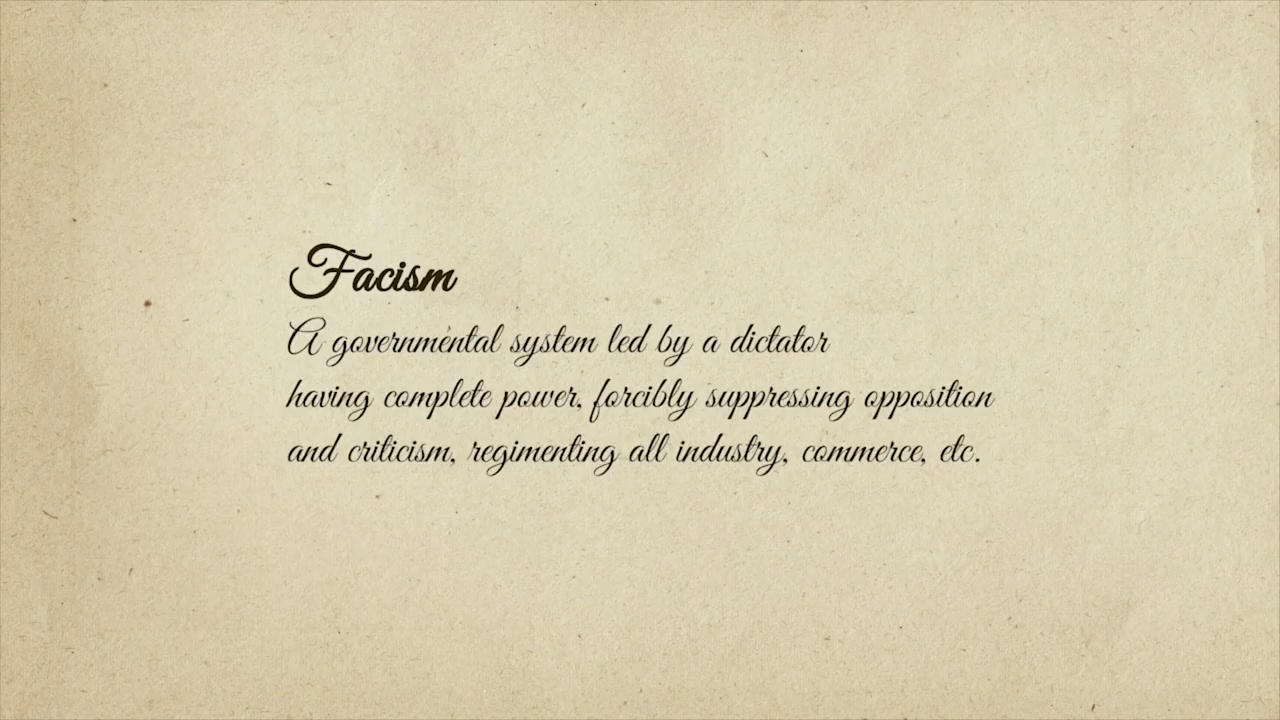 Facism
A governmental system led by a dictator
having complete power, forcibly suppressing opposition
and criticism, regimenting all industry, commerce, etc.